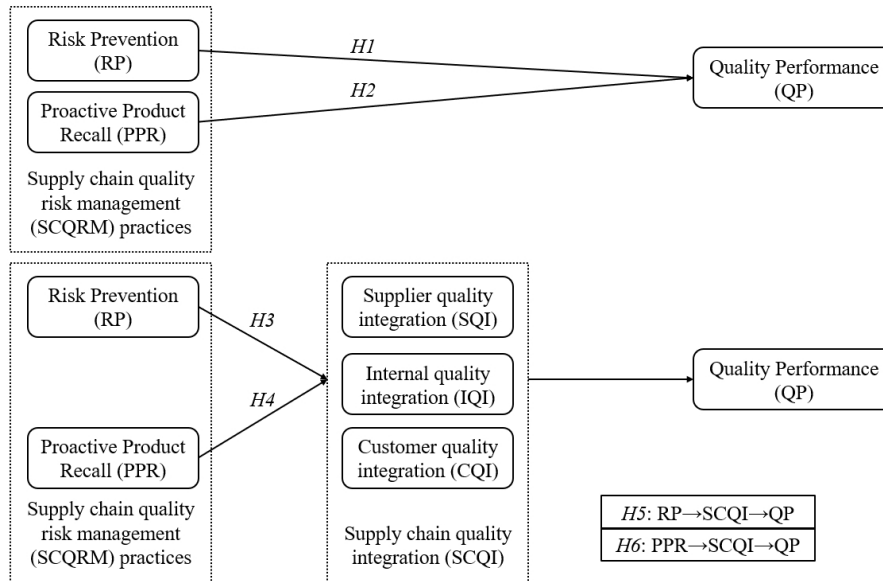 Risk Prevention
(RP)
H1
Quality Performance
(QP)
H2
Proactive Product
Recall (PPR)
Supply chain quality
risk management
(SCQRM) practices
Risk Prevention
(RP)
H3
Supplier quality
integration (SQI)
Internal quality
integration (IQI)
Quality Performance
(QP)
H4
Proactive Product
Recall (PPR)
Customer quality
integration (CQI)
Supply chain quality
risk management
(SCQRM) practices
Supply chain quality
integration (SCQI)
H5: RP→SCQI→QP
H6: PPR→SCQI→QP